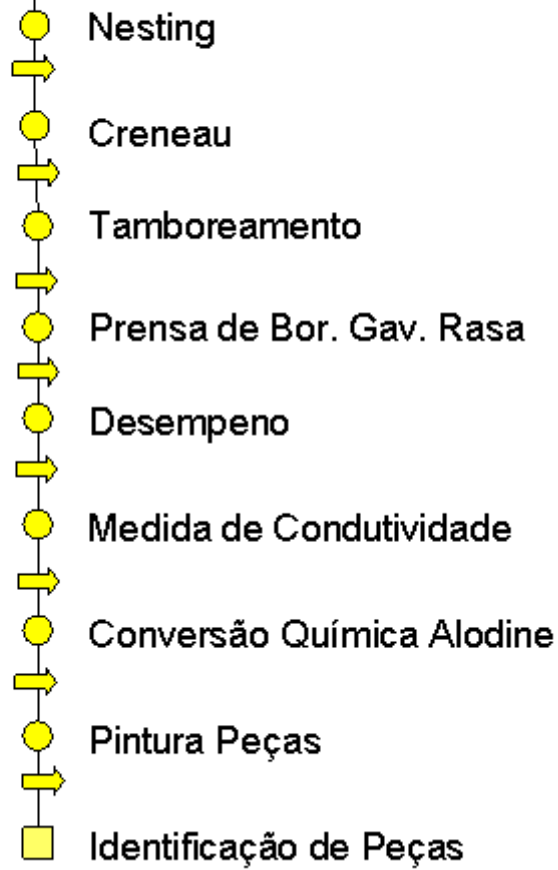 Nesting
Creneau
Tamboreamento
Prensa de Bor. Gav. Rasa
Desempeno
Medida de Condutividade
Conversão Química Alodine
Pintura Peças
Identificação de Peças